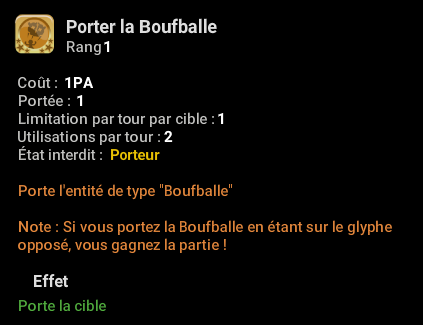 Porter la Boufballe
Rang 1
Coût : 1PA
Portée : 1
Limitation par tour par cible : 1
Utilisations par tour : 2
État interdit : Porteur
Porte l'entité de type "Boufballe"
Note : Si vous portez la Boufballe en étant sur le glyphe
opposé, vous gagnez la partie !
Effet
Porte la cible